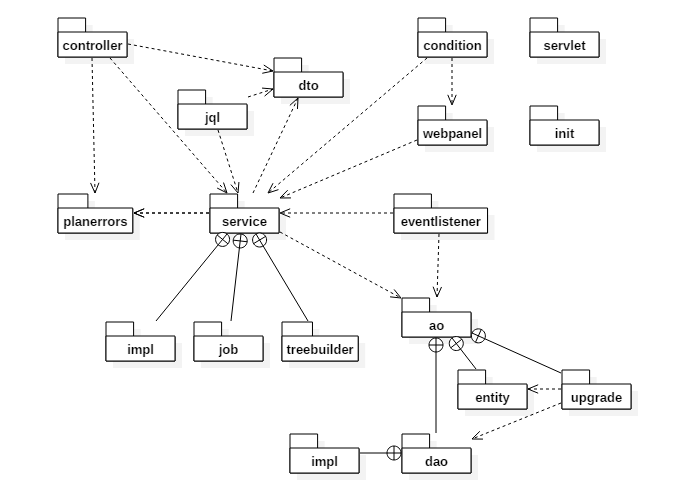 controller
condition
servlet
dto
jql
webpanel
init
planerrors
service
eventlistener
ao
impl
job
treebuilder
entity
upgrade
impl
dao